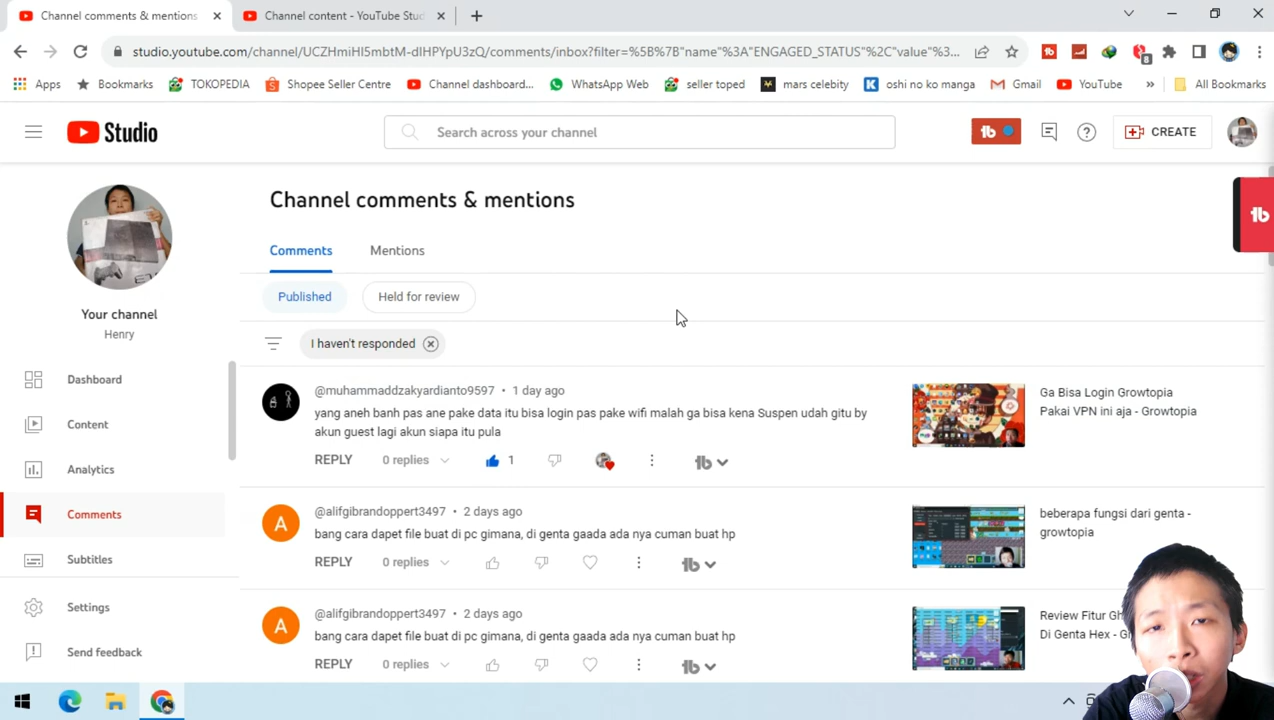 Channel comments & mentions
Channel content - YouTube Stud
studio.youtube.com/channel/UCZHmiHI5mbtM-dIHPYpU3zQ/comments/inbox?filter=%5B%7B"name"%3A"ENGAGED_STATUS"%2C"value"%3...
8
Apps
Bookmarks
TOKOPEDIA
Shopee Seller Centre
Channel dashboard...
WhatsApp Web
seller toped
mars celebity
oshi no ko manga
Gmail
YouTube
»
All Bookmarks
Studio
Search across your channel
CREATE
Your channel
Henry
Dashboard
Content
Analytics
Comments
Subtitles
Settings
Send feedback
Channel comments & mentions
Comments
Mentions
Published
Held for review
I haven't responded
@muhammaddzakyardianto9597 • 1 day ago
yang aneh banh pas ane pake data itu bisa login pas pake wifi malah ga bisa kena Suspen udah gitu by
akun guest lagi akun siapa itu pula
REPLY
0 replies
1
Ga Bisa Login Growtopia
Pakai VPN ini aja - Growtopia
@alifgibrandoppert3497 • 2 days ago
bang cara dapet file buat di pc gimana, di genta gaada ada nya cuman buat hp
REPLY
0 replies
beberapa fungsi dari genta -
growtopia
@alifgibrandoppert3497 • 2 days ago
bang cara dapet file buat di pc gimana, di genta gaada ada nya cuman buat hp
REPLY
0 replies
Review Fitur
Di Genta Hex -